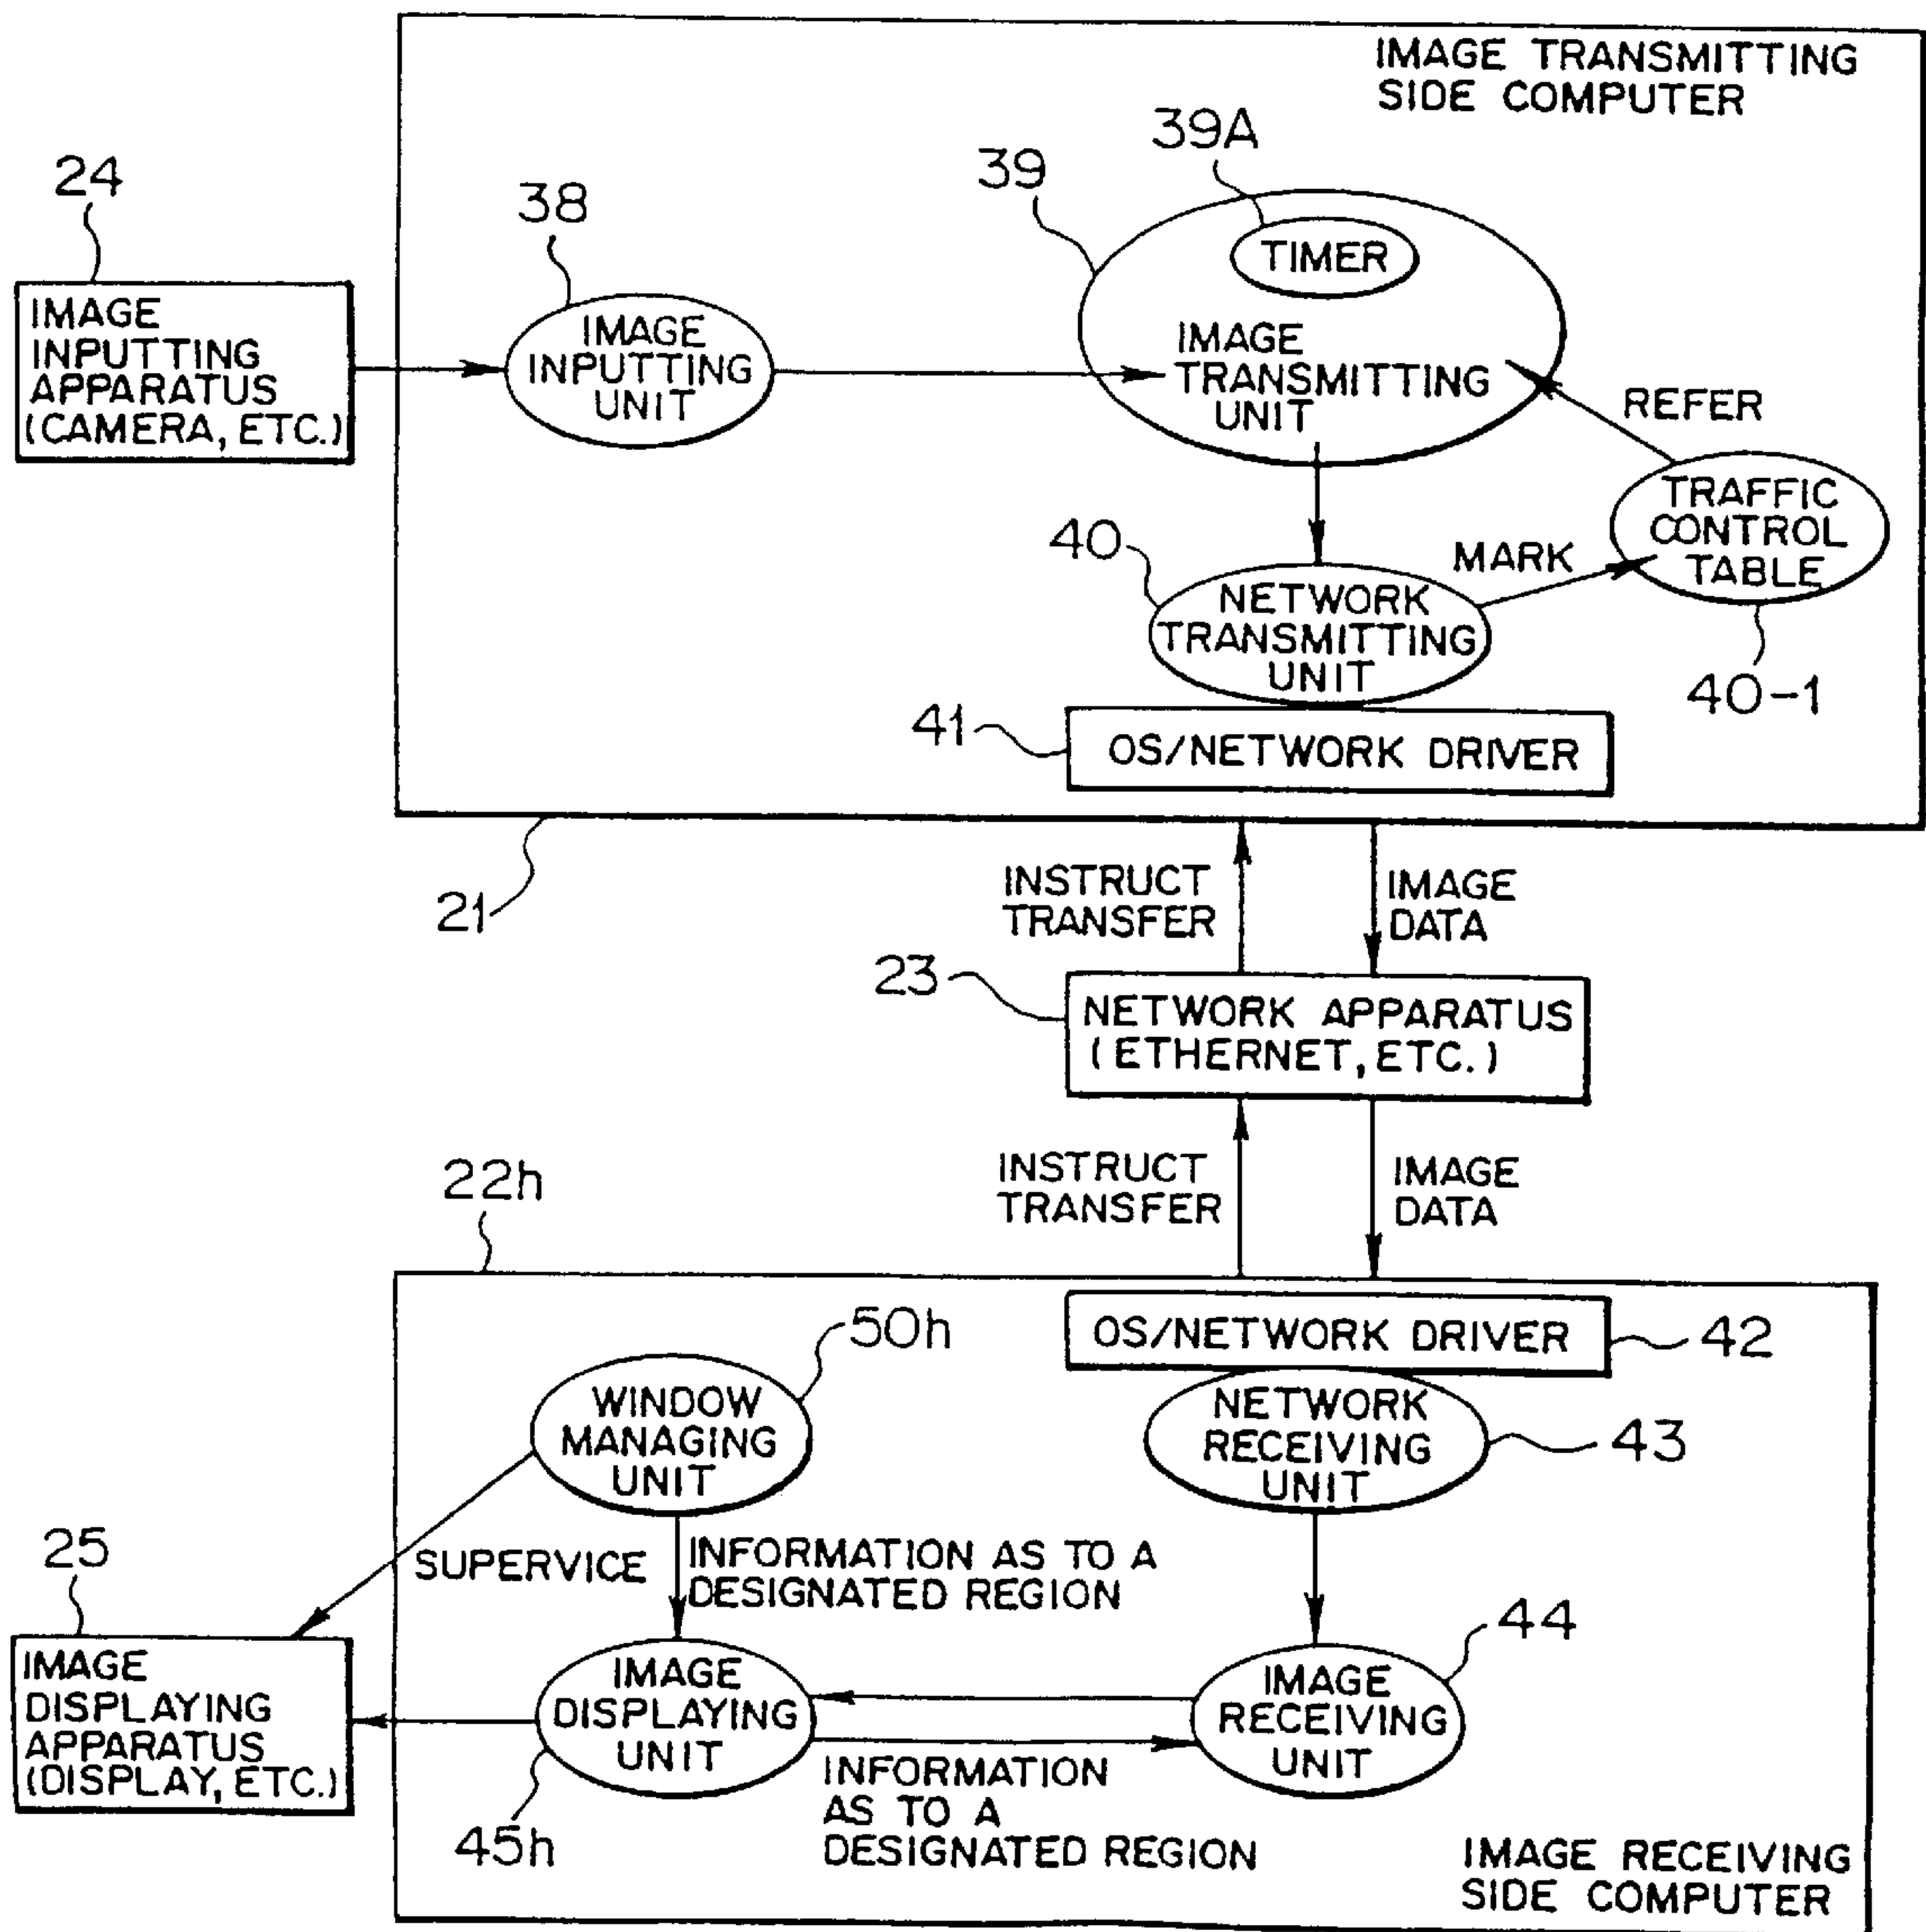 IMAGE TRANSMITTING
SIDE COMPUTER
39A
39
24
38
TIMER
IMAGE
INPUTTING
APPARATUS
(CAMERA, ETC.)
IMAGE
INPUTTING
UNIT
IMAGE
TRANSMITTING
UNIT
REFER
TRAFFIC
CONTROL
TABLE
40
MARK
NETWORK
TRANSMITTING
UNIT
40-1
41
OS/NETWORK DRIVER
21
INSTRUCT
TRANSFER
IMAGE
DATA
23
NETWORK APPARATUS
(ETHERNET, ETC.)
22h
INSTRUCT
TRANSFER
IMAGE
DATA
50h
OS/NETWORK DRIVER
42
WINDOW
MANAGING
UNIT
NETWORK
RECEIVING
UNIT
43
25
SUPERVICE
INFORMATION AS TO A
DESIGNATED REGION
44
IMAGE
DISPLAYING
APPARATUS
(DISPLAY, ETC.)
IMAGE
DISPLAYING
UNIT
IMAGE
RECEIVING
UNIT
45h
INFORMATION
AS TO A
DESIGNATED REGION
IMAGE RECEIVING
SIDE COMPUTER